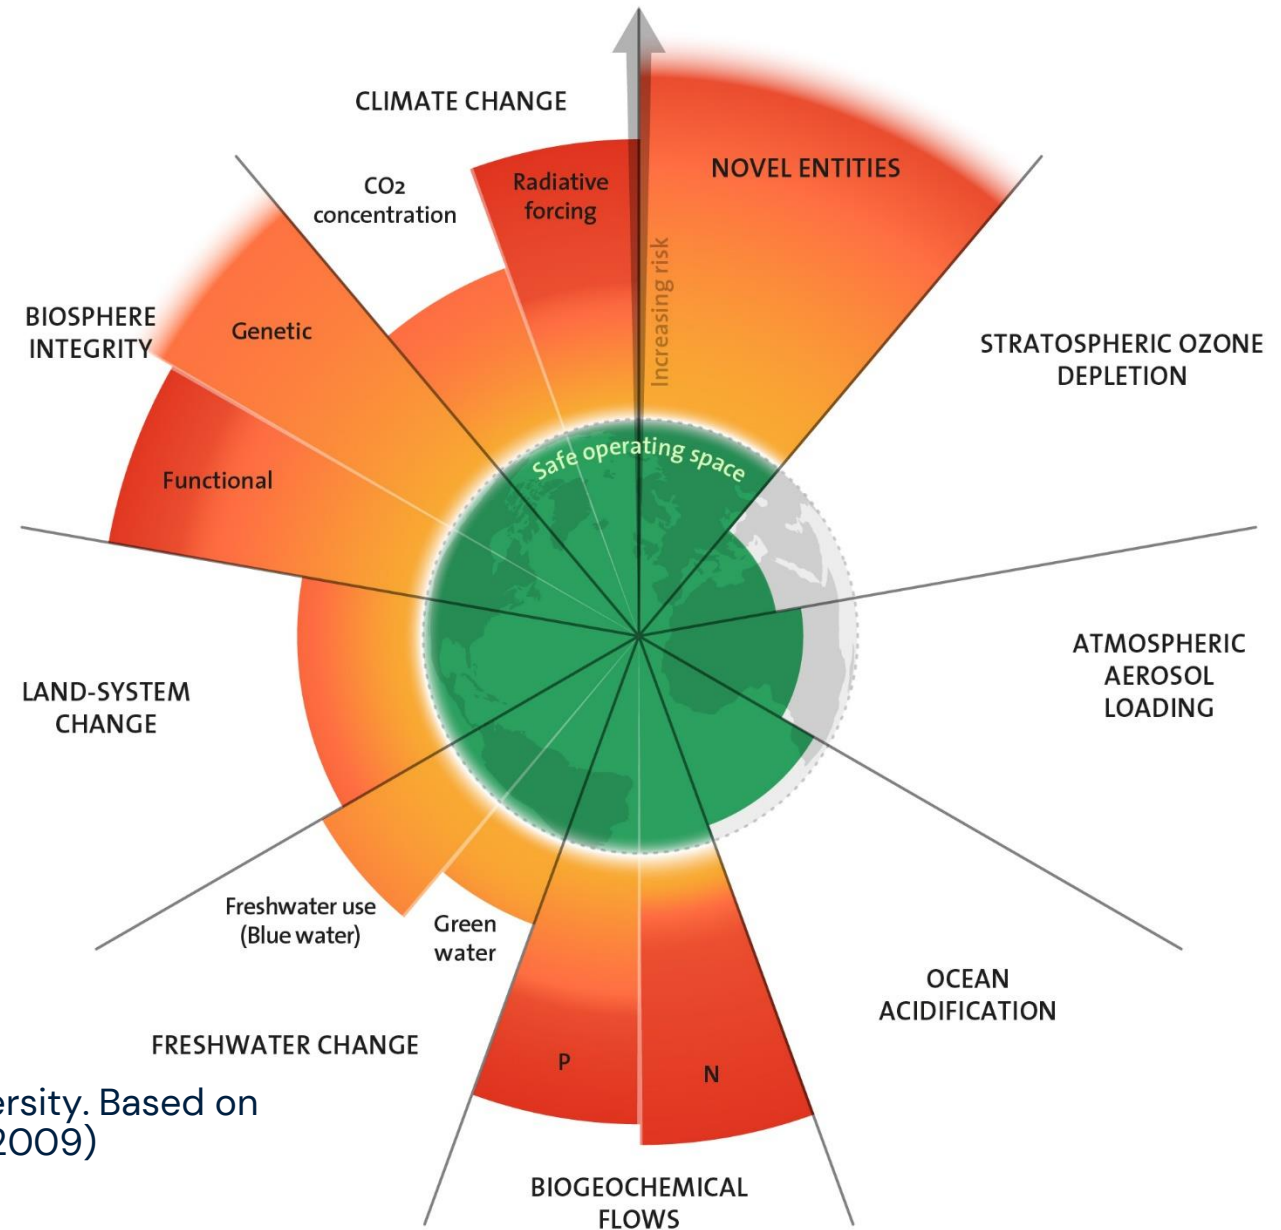 CLIMATE CHANGE
CO2
concentration
Radiative
forcing
NOVEL ENTITIES
Increasing risk
BIOSPHERE
INTEGRITY
Genetic
Functional
STRATOSPHERIC OZONE
DEPLETION
Safe operating space
ATMOSPHERIC
AEROSOL
LOADING
LAND-SYSTEM
CHANGE
Freshwater use
(Blue water)
Green
water
OCEAN
ACIDIFICATION
FRESHWATER CHANGE
P
N
ersity. Based on
2009)
BIOGEOCHEMICAL
FLOWS